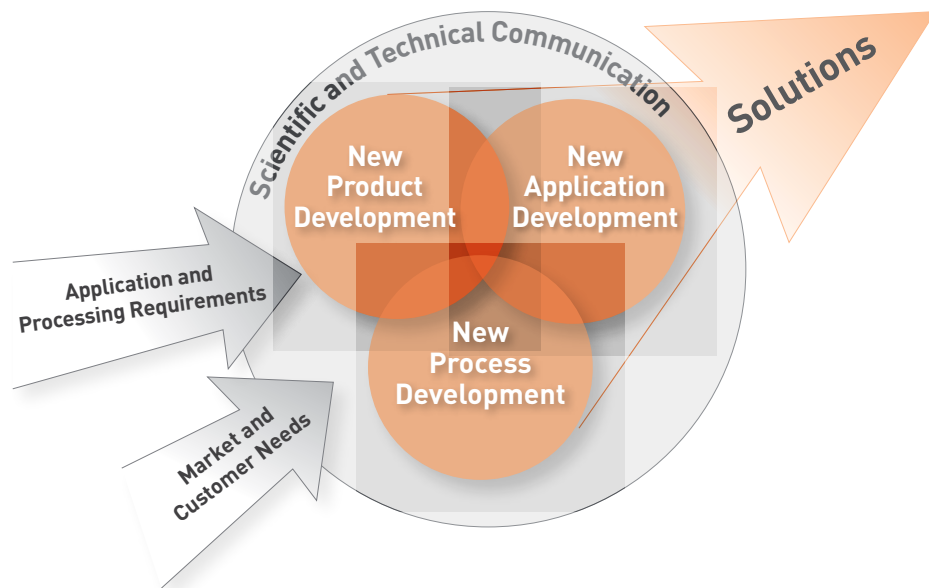 Scientific and Technical Communication
Solutions
New
Product
Development
New
Application
Development
Application and
Processing Requirements
New
Process
Development
Market and
Customer Needs